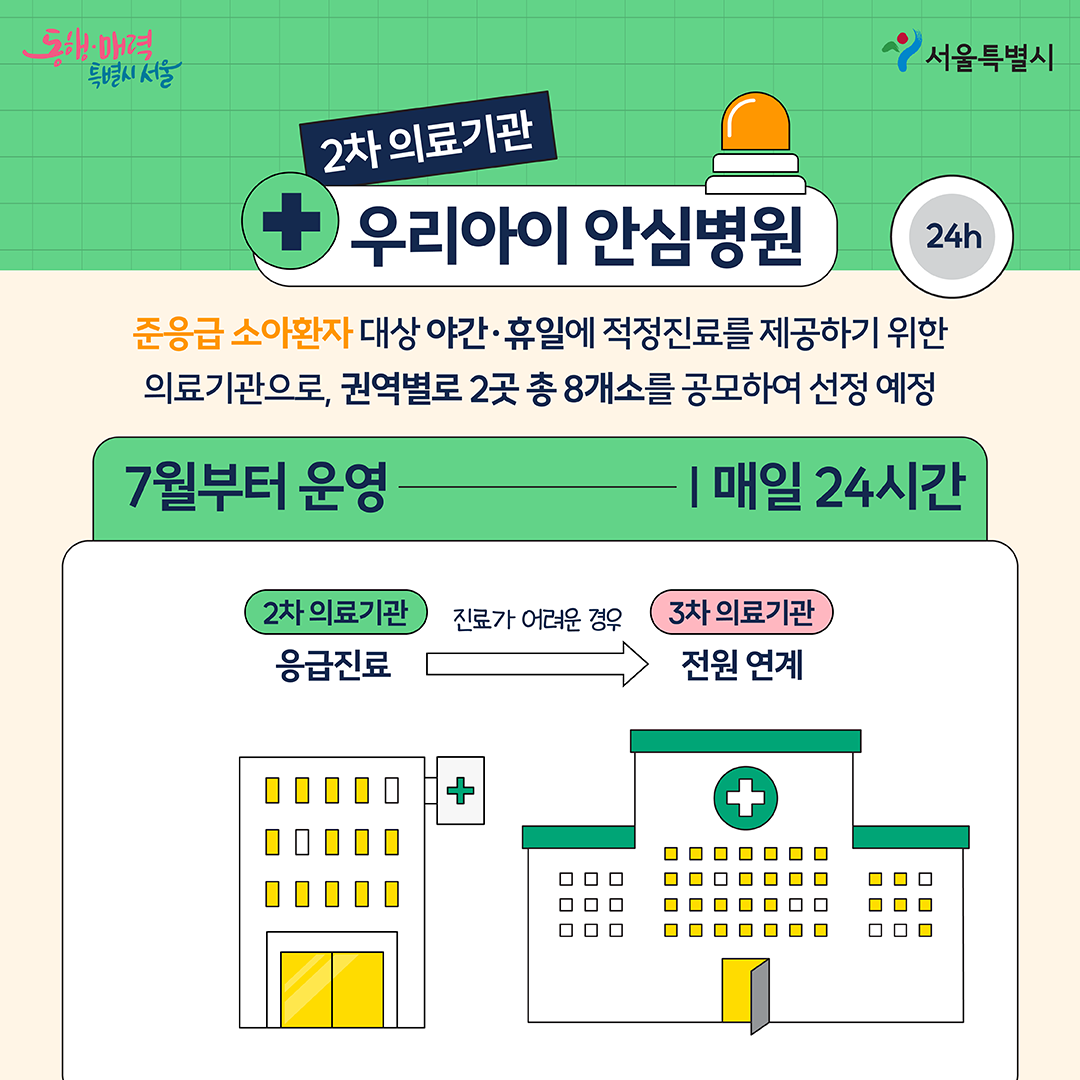 동행·매력
특별시 서울
서울특별시
2차 의료기관
우리아이 안심병원
24h
준응급 소아환자 대상 야간·휴일에 적정진료를 제공하기 위한
의료기관으로, 권역별로 2곳 총 8개소를 공모하여 선정 예정
7월부터 운영 | 매일 24시간
2차 의료기관 진료가 어려운 경우 3차 의료기관
응급진료 전원 연계